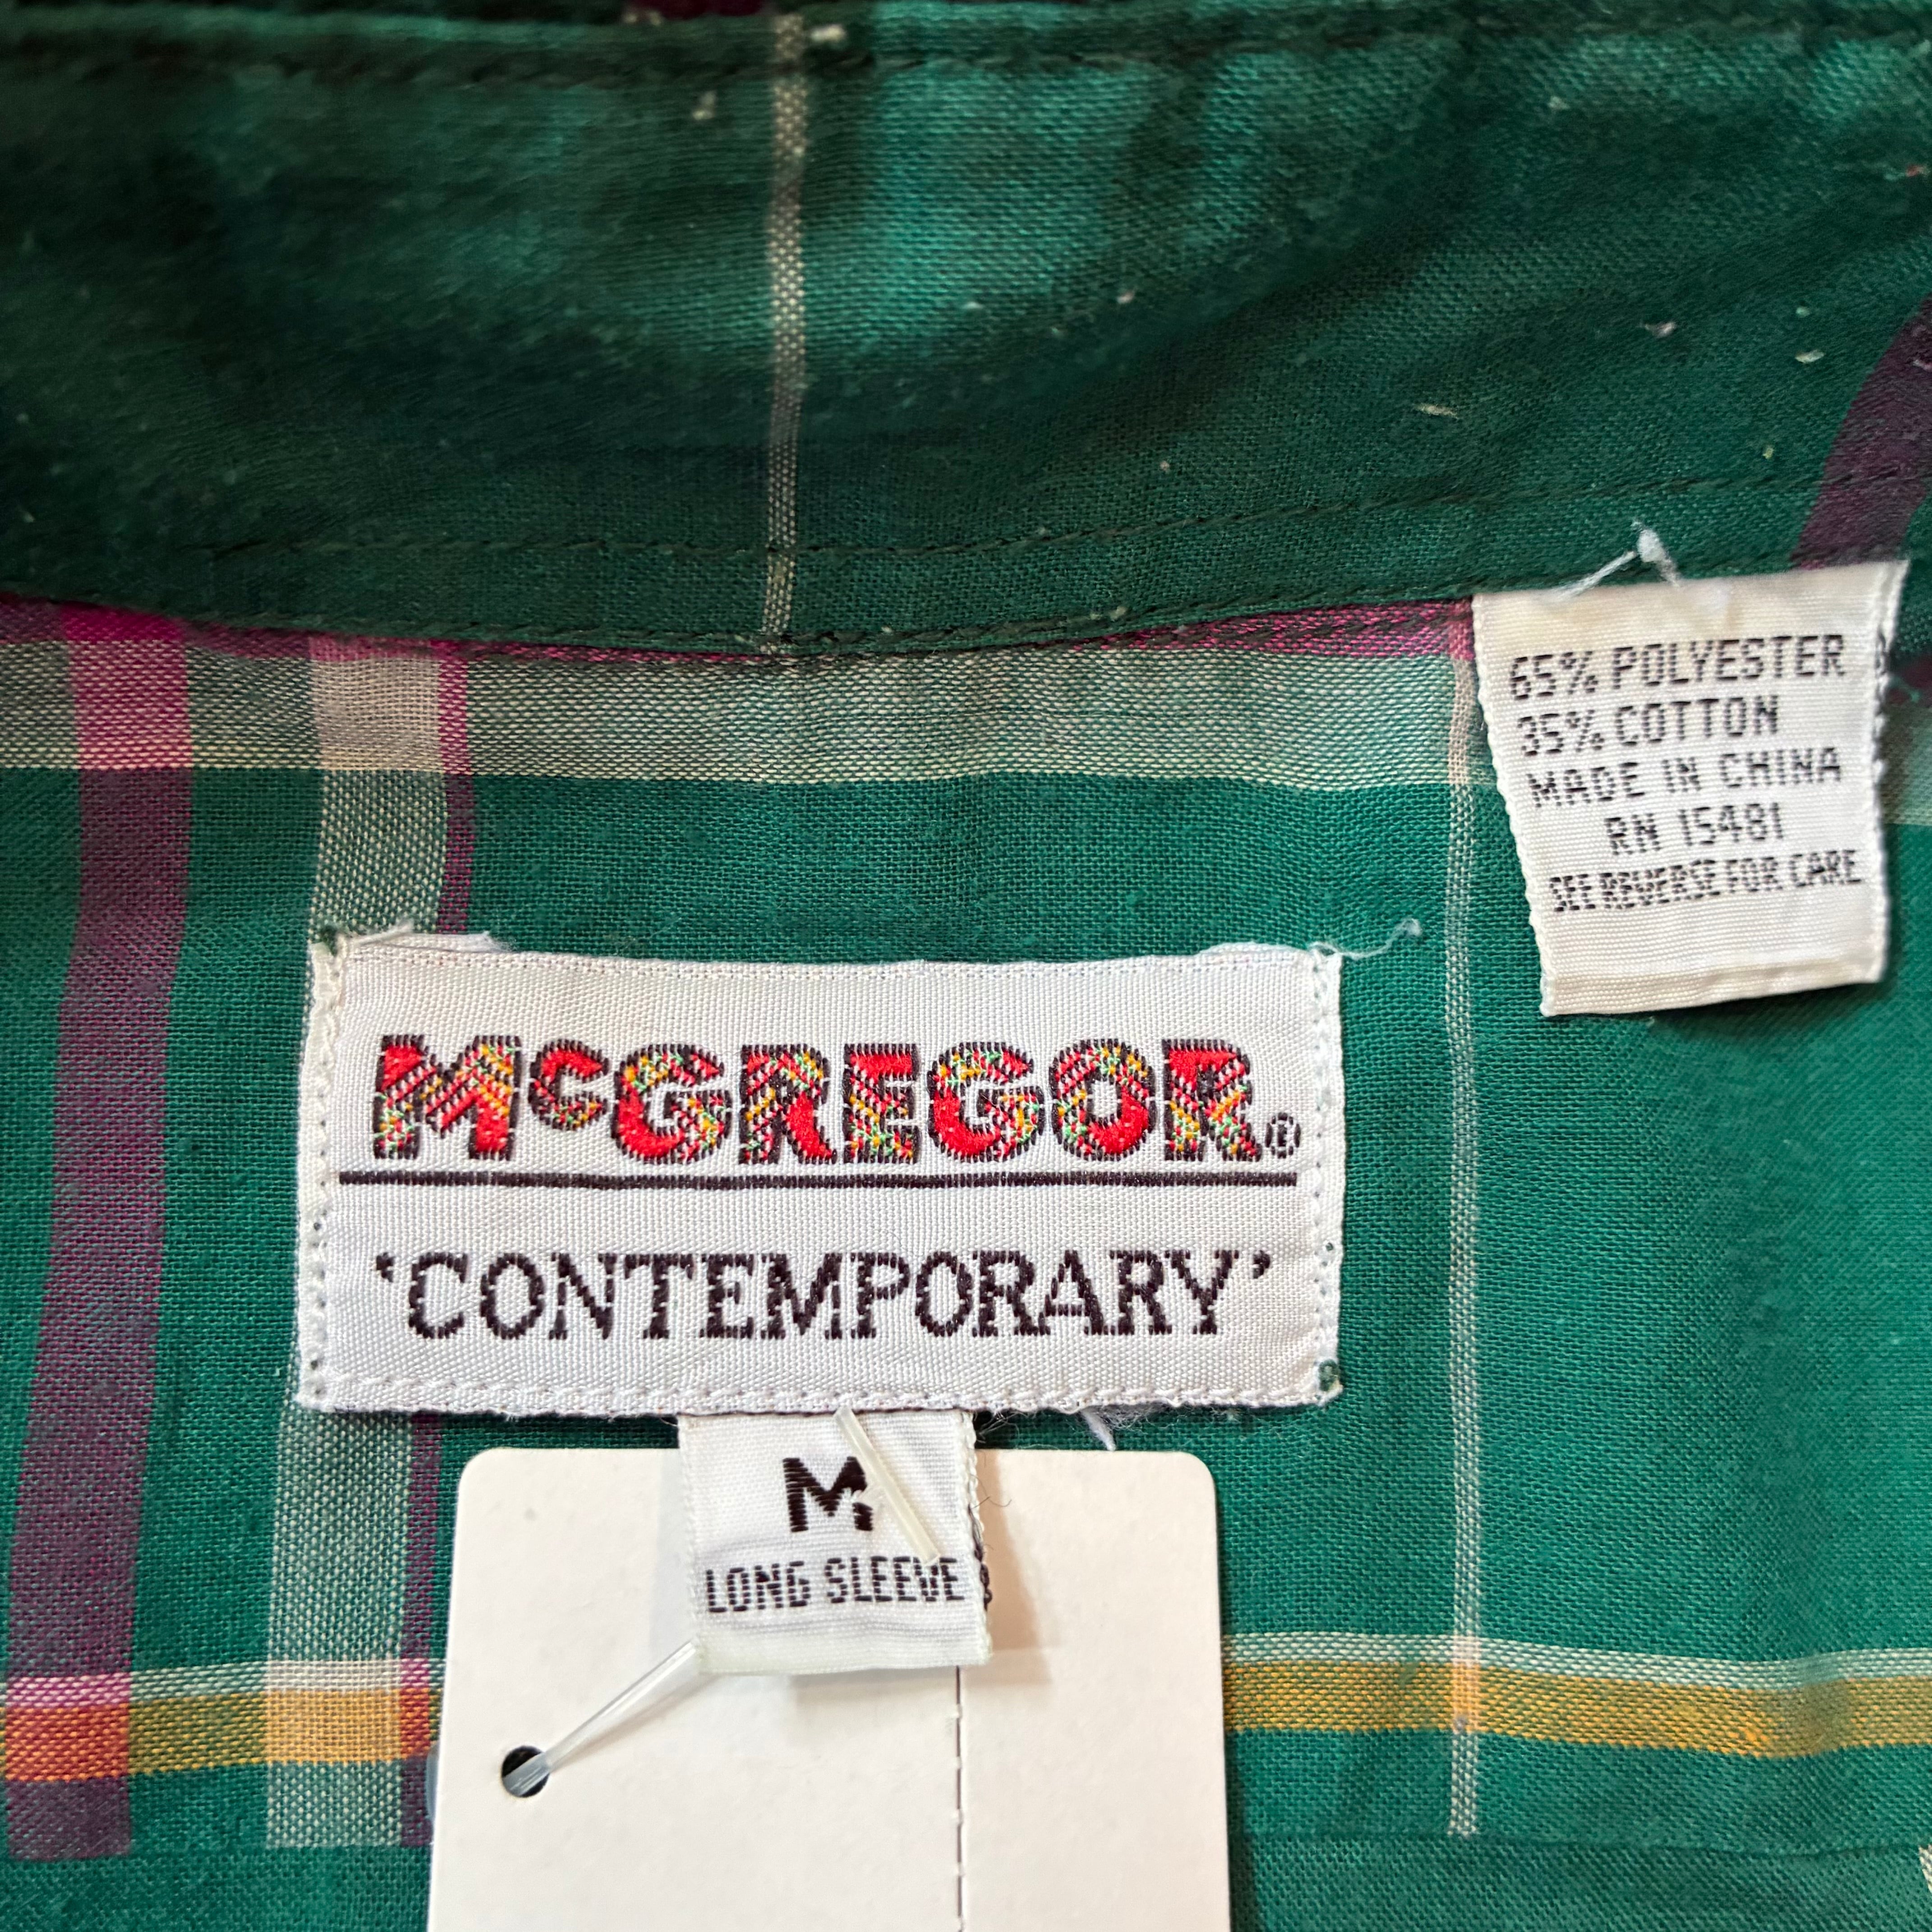 65% POLYESTER
35% COTTON
MADE IN CHINA
RN 15481
SEE REVERSE FOR CARE
McGREGOR®
'CONTEMPORARY'
M
LONG SLEEVE